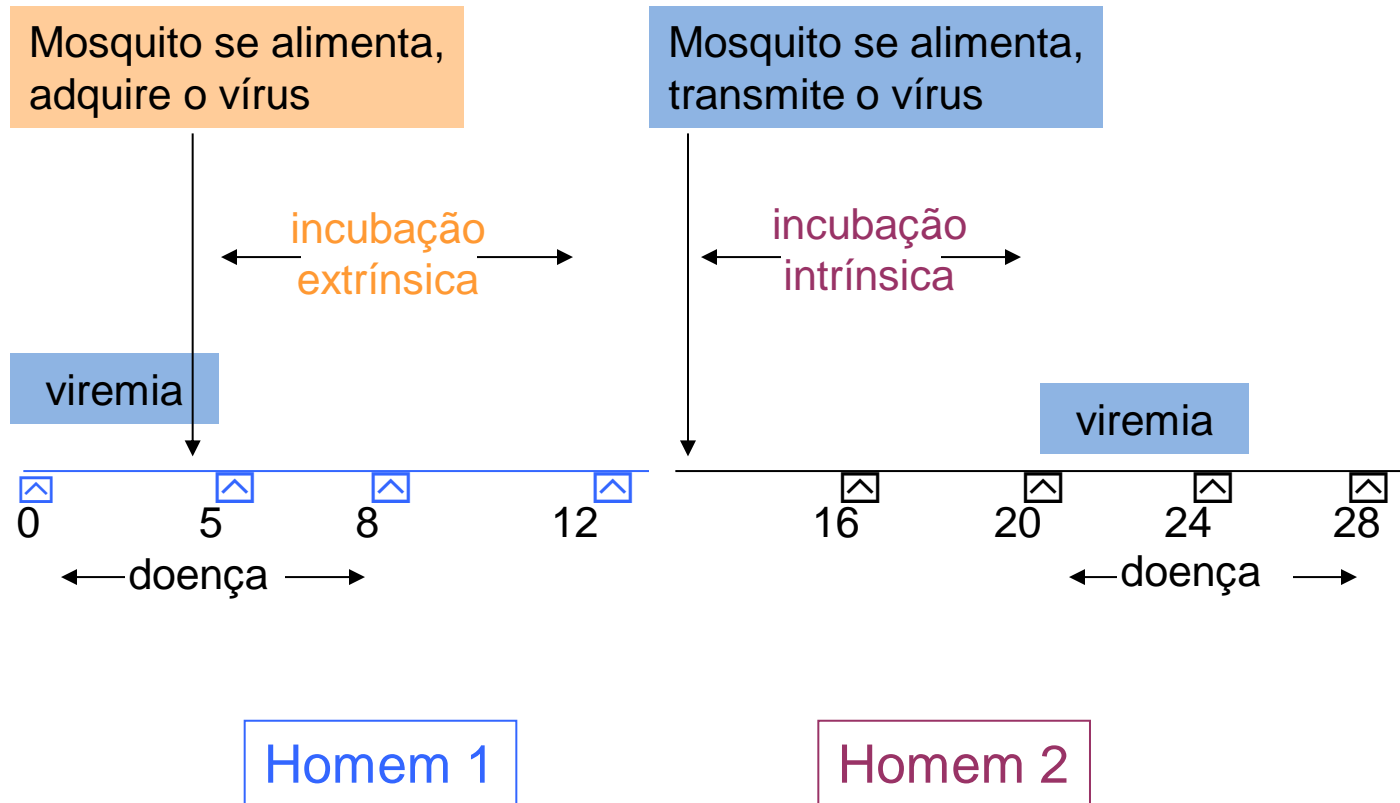 Mosquito se alimenta,
adquire o vírus
Mosquito se alimenta,
transmite o vírus
incubação
extrínsica
incubação
intrínsica
viremia
viremia
0 5 8 12 16 20 24 28
doença
doença
Homem 1
Homem 2